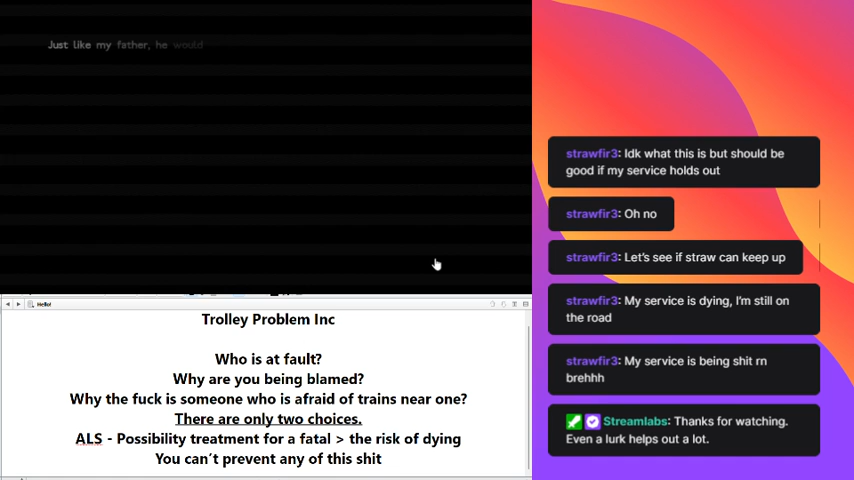 Just like my father, he would
Hello!
Trolley Problem Inc
Who is at fault?
Why are you being blamed?
Why the fuck is someone who is afraid of trains near one?
There are only two choices.
ALS - Possibility treatment for a fatal > the risk of dying
You can't prevent any of this shit
strawfir3: Idk what this is but should be
good if my service holds out
strawfir3: Oh no
strawfir3: Let's see if straw can keep up
strawfir3: My service is dying, I'm still on
the road
strawfir3: My service is being shit rn
brehhh
Streamlabs: Thanks for watching.
Even a lurk helps out a lot.